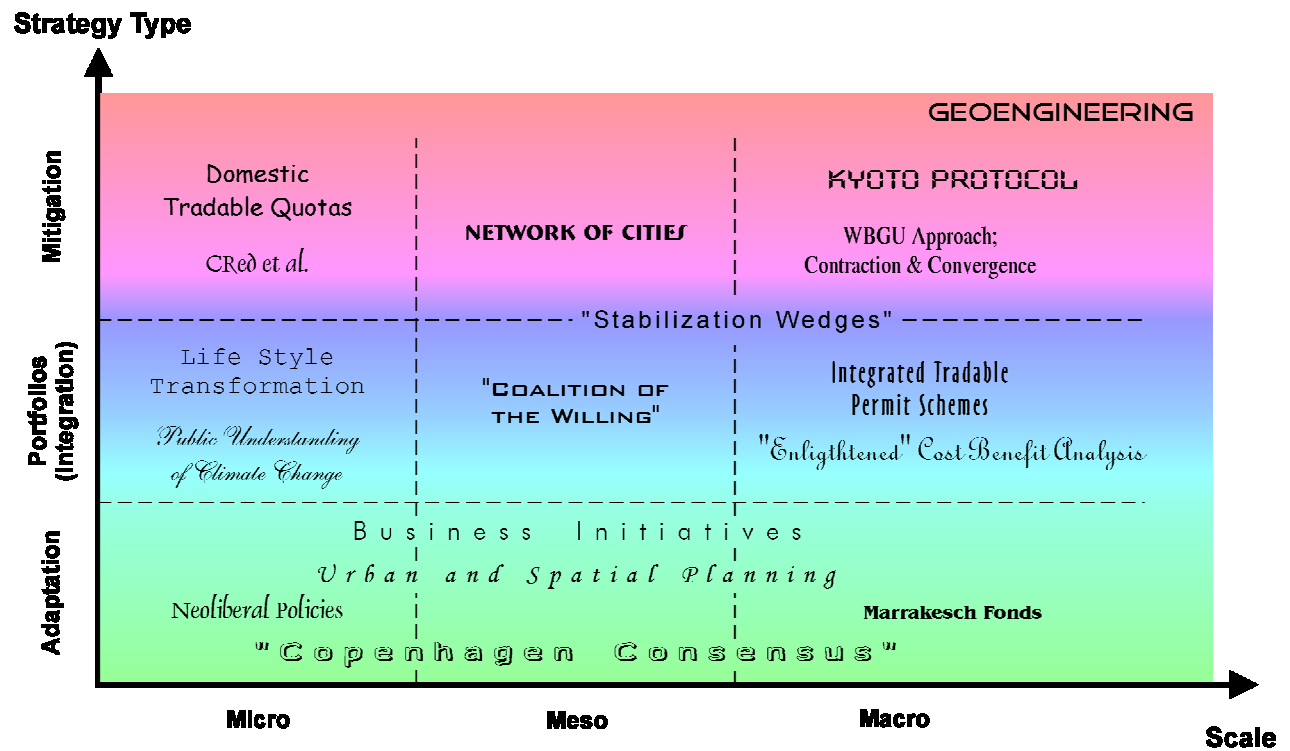 Strategy Type
GEOENGINEERING
Mitigation
Domestic
Tradable Quotas
CRed et al.
NETWORK OF CITIES
KYOTO PROTOCOL
WBGU Approach;
Contraction & Convergence
"Stabilization Wedges"
Portfolios
(Integration)
Life Style
Transformation
Public Understanding
of Climate Change
"COALITION OF
THE WILLING"
Integrated Tradable
Permit Schemes
"Enligthtened" Cost Benefit Analysis
Adaptation
Business Initiatives
Urban and Spatial Planning
Neoliberal Policies
Marrakesch Fonds
"Copenhagen Consensus"
Micro
Meso
Macro
Scale